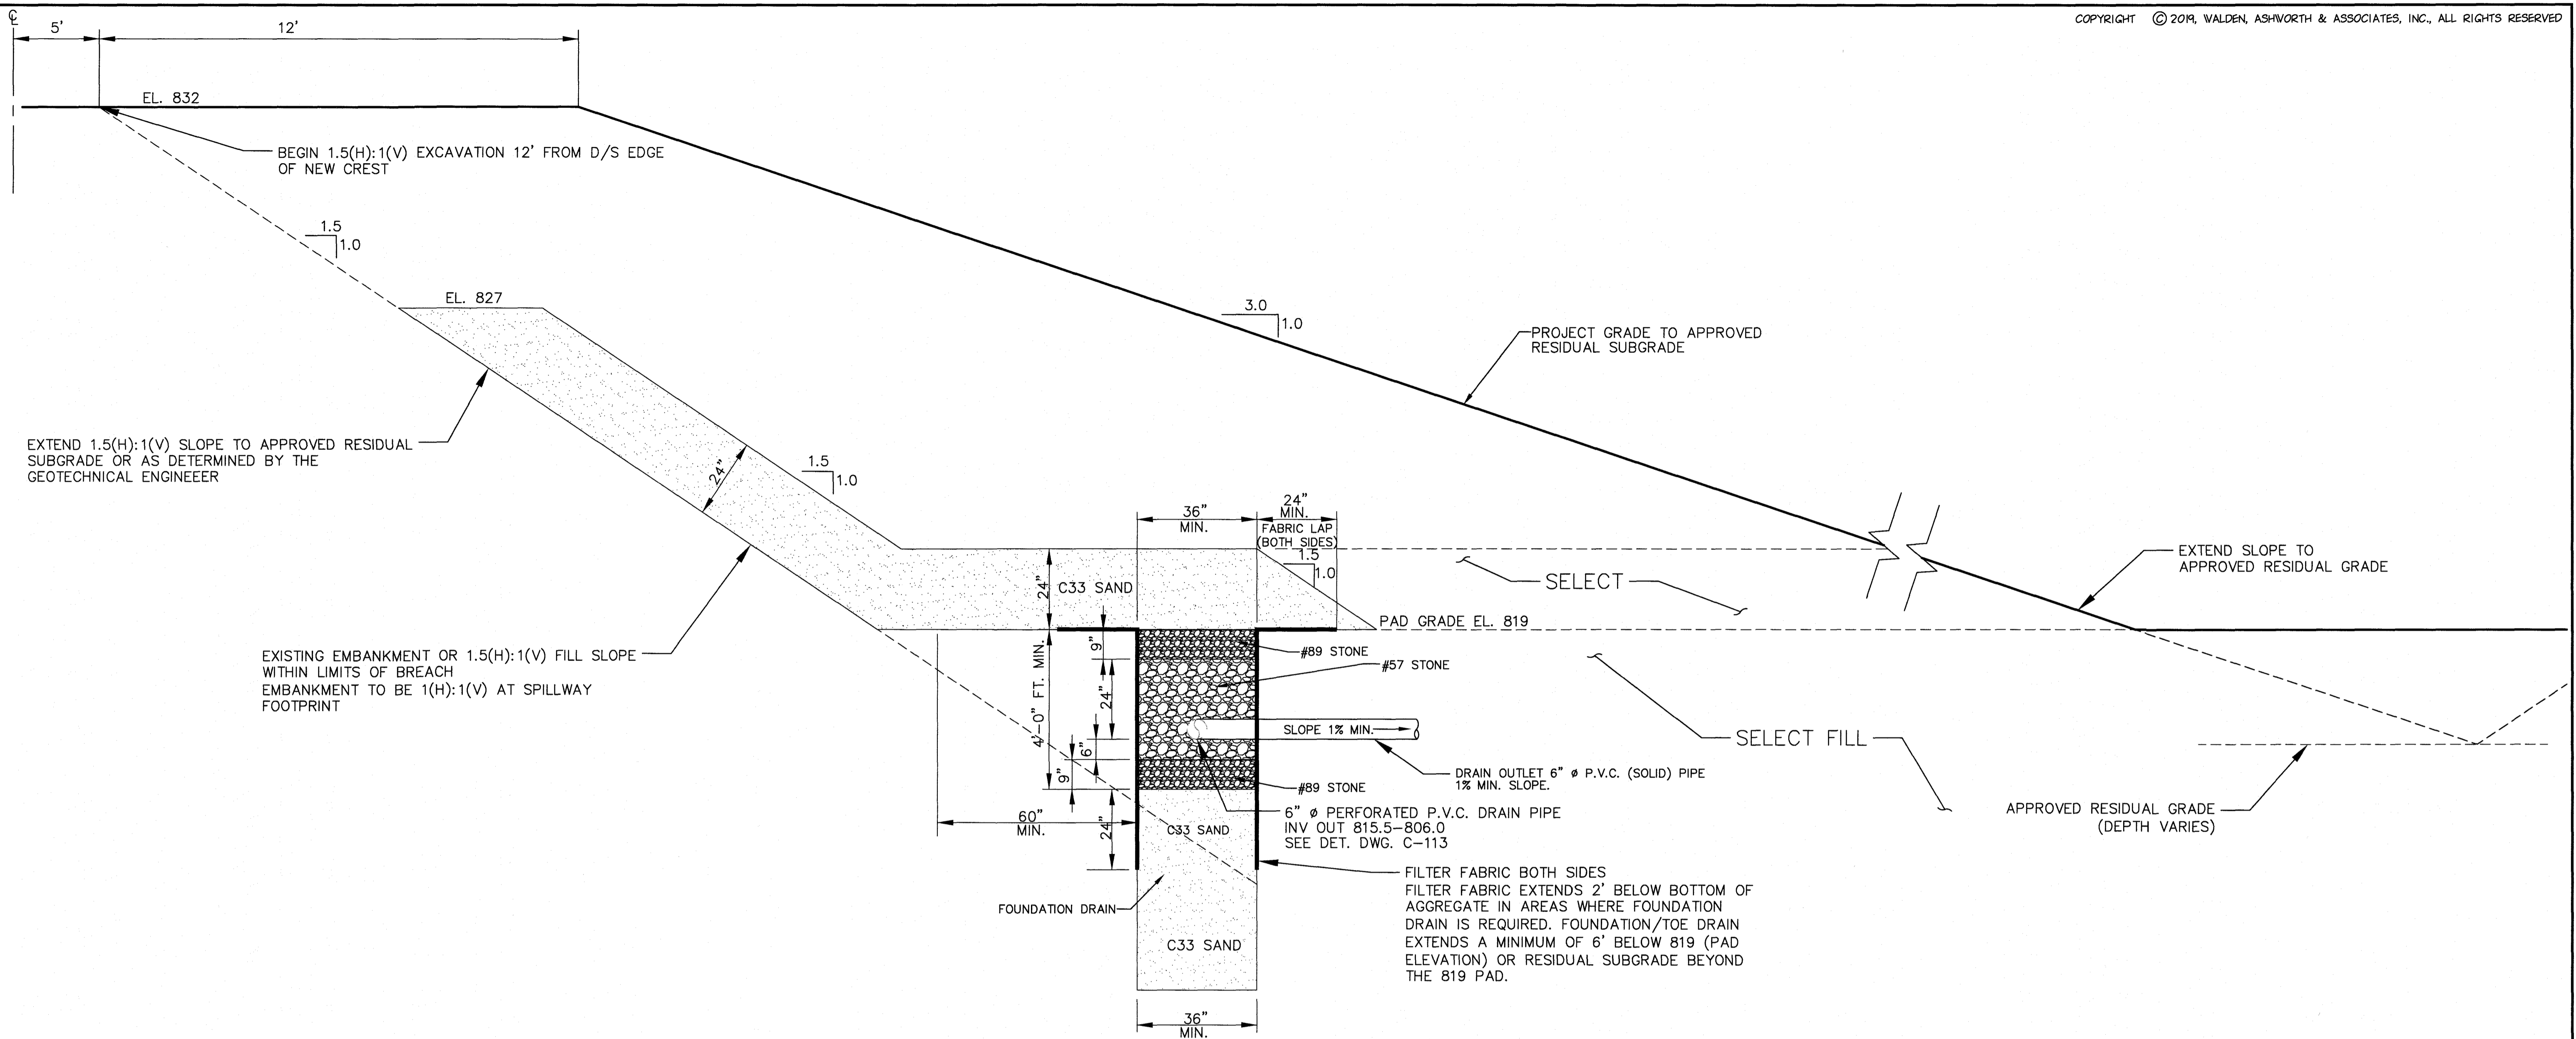 COPYRIGHT © 2019, WALDEN, ASHWORTH & ASSOCIATES, INC., ALL RIGHTS RESERVED
℄
5'
12'
EL. 832
BEGIN 1.5(H):1(V) EXCAVATION 12' FROM D/S EDGE
OF NEW CREST
1.5
1.0
EL. 827
3.0
1.0
PROJECT GRADE TO APPROVED
RESIDUAL SUBGRADE
EXTEND 1.5(H):1(V) SLOPE TO APPROVED RESIDUAL
SUBGRADE OR AS DETERMINED BY THE
GEOTECHNICAL ENGINEEER
24"
1.5
1.0
36"
MIN.
24"
MIN.
FABRIC LAP
(BOTH SIDES)
1.5
1.0
24"
C33 SAND
SELECT
EXTEND SLOPE TO
APPROVED RESIDUAL GRADE
PAD GRADE EL. 819
EXISTING EMBANKMENT OR 1.5(H):1(V) FILL SLOPE
WITHIN LIMITS OF BREACH
EMBANKMENT TO BE 1(H):1(V) AT SPILLWAY
FOOTPRINT
4'-0" FT. MIN.
9"
24"
6"
9"
24"
#89 STONE
#57 STONE
SLOPE 1% MIN.
SELECT FILL
DRAIN OUTLET 6" ø P.V.C. (SOLID) PIPE
1% MIN. SLOPE.
#89 STONE
6" ø PERFORATED P.V.C. DRAIN PIPE
INV OUT 815.5-806.0
SEE DET. DWG. C-113
APPROVED RESIDUAL GRADE
(DEPTH VARIES)
60"
MIN.
C33 SAND
FILTER FABRIC BOTH SIDES
FILTER FABRIC EXTENDS 2' BELOW BOTTOM OF
AGGREGATE IN AREAS WHERE FOUNDATION
DRAIN IS REQUIRED. FOUNDATION/TOE DRAIN
EXTENDS A MINIMUM OF 6' BELOW 819 (PAD
ELEVATION) OR RESIDUAL SUBGRADE BEYOND
THE 819 PAD.
FOUNDATION DRAIN
C33 SAND
36"
MIN.